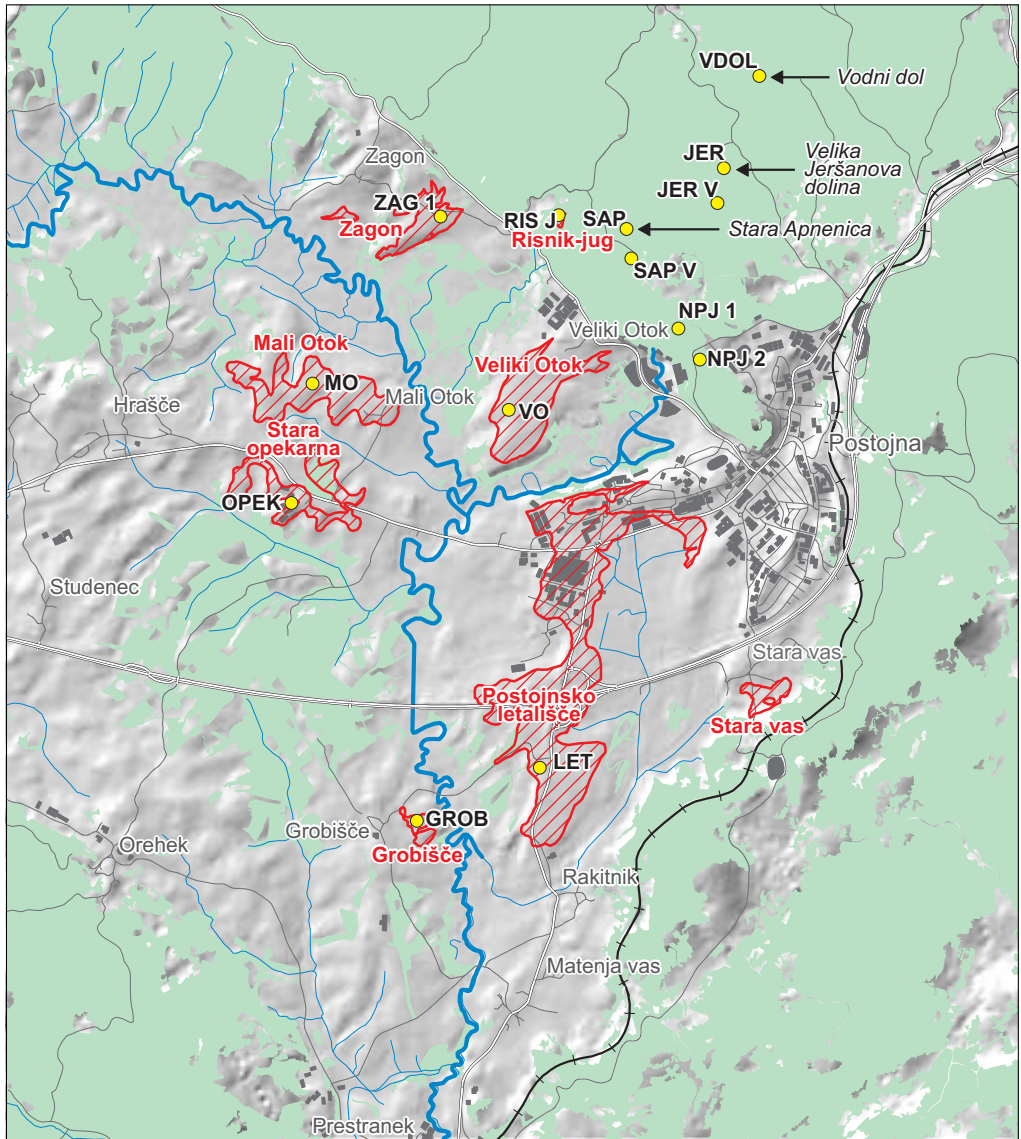 VDOL
Vodni dol
JER
Velika
Jeršanova
dolina
Zagon
JER V
ZAG 1
Zagon
RIS J
SAP
Stara Apnenica
Risnik-jug
SAP V
NPJ 1
Veliki Otok
Mali Otok
Veliki Otok
NPJ 2
MO
Mali Otok
Hrašče
VO
Stara
opekarna
Postojna
OPEK
Studenec
Stara vas
Postojnsko
letališče
Stara vas
LET
GROB
Grobišče
Orehek
Grobišče
Rakitnik
Matenja vas
Prestranek